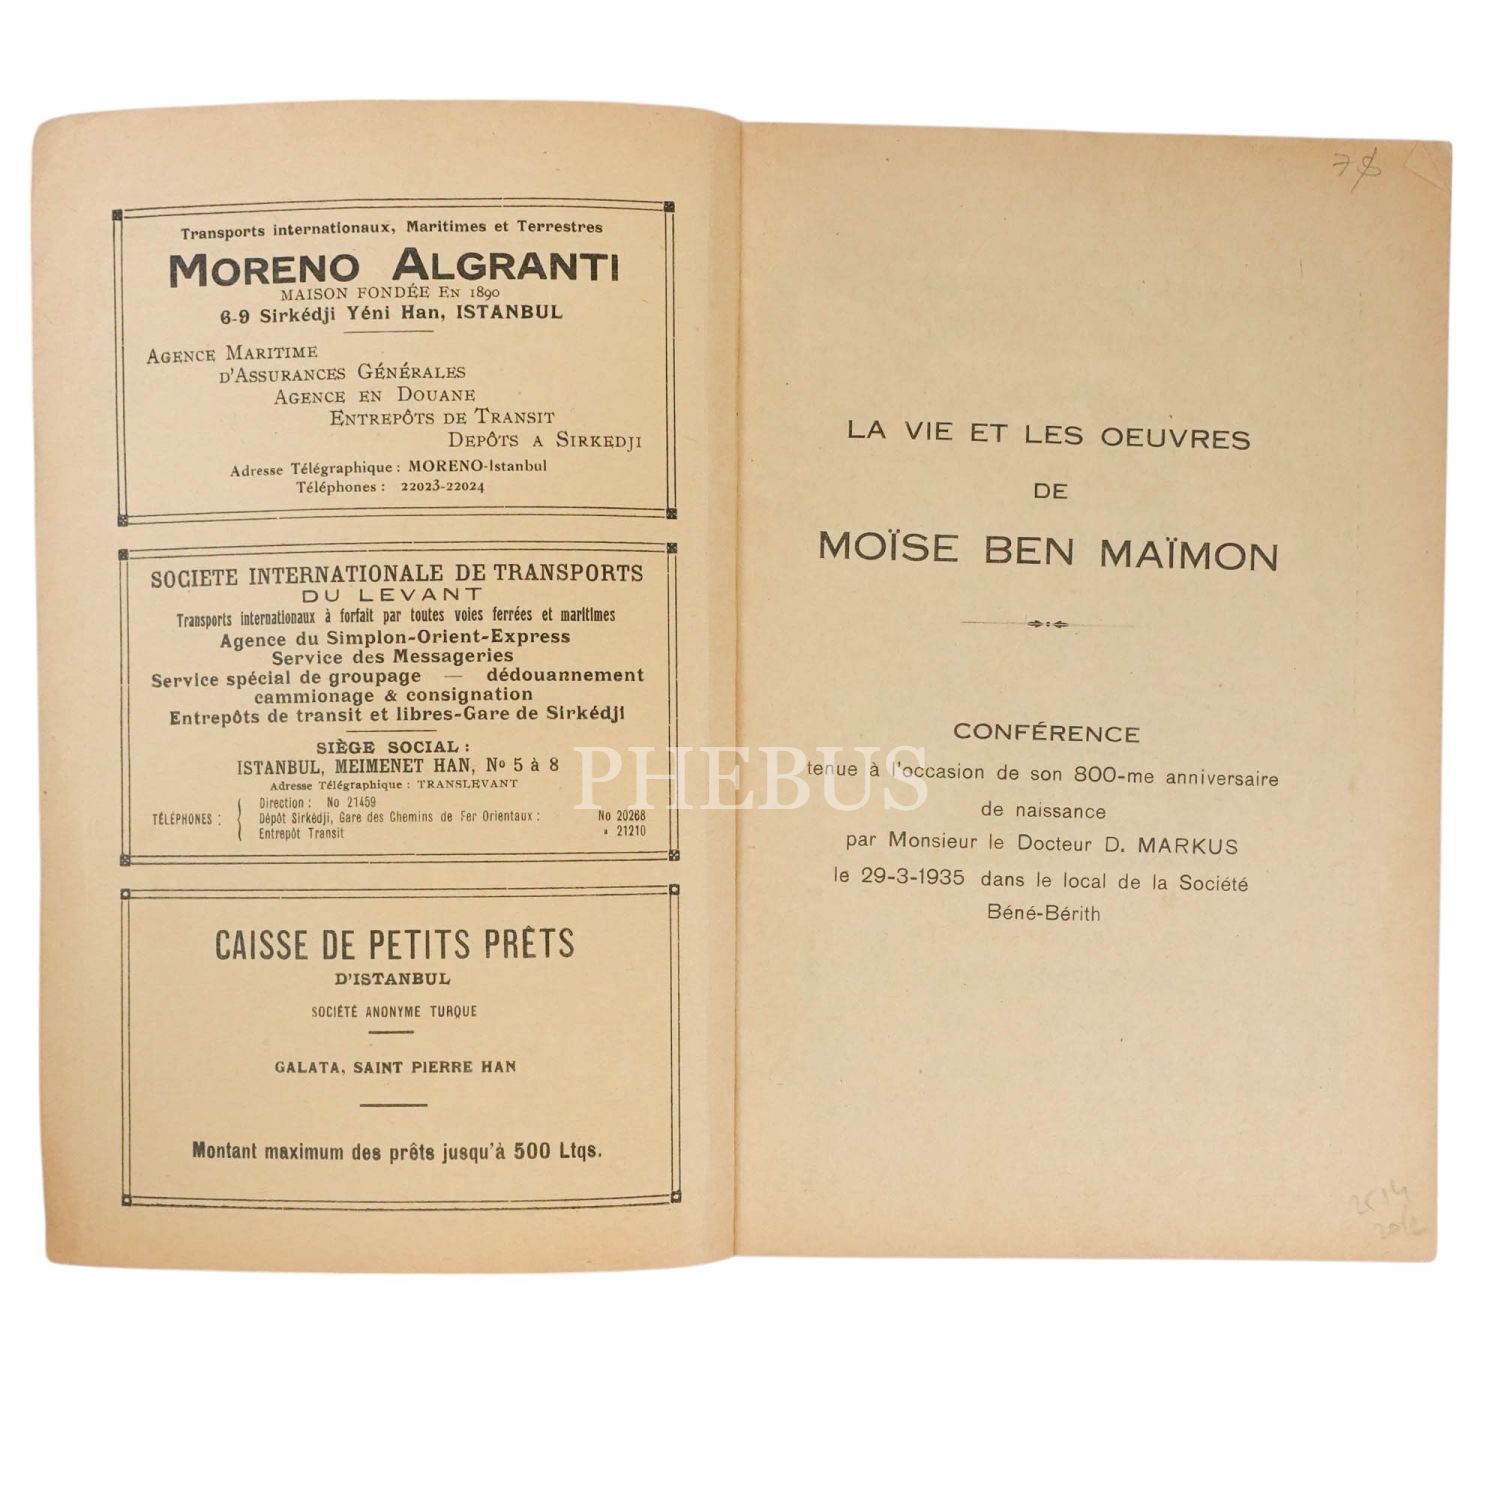 Transports internationaux, Maritimes et Terrestres
MORENO ALGRANTI
MAISON FONDÉE EN 1890
6-9 Sirkédji Yéni Han, ISTANBUL
AGENCE MARITIME
D'ASSURANCES GÉNÉRALES
AGENCE EN DOUANE
ENTREPÔTS DE TRANSIT
DEPÔTS A SIRKEDJI
Adresse Télégraphique : MORENO-Istanbul
Téléphones : 22023-22024
SOCIETE INTERNATIONALE DE TRANSPORTS
DU LEVANT
Transports internationaux à forfait par toutes voies ferrées et maritimes
Agence du Simplon-Orient-Express
Service des Messageries
Service spécial de groupage — dédouannement
cammionage & consignation
Entrepôts de transit et libres-Gare de Sirkédji
SIÈGE SOCIAL :
ISTANBUL, MEIMENET HAN, No 5 à 8
Adresse Télégraphique : TRANSLEVANT
TÉLÉPHONES :
Direction : No 21459
Dépôt Sirkédji, Gare des Chemins de Fer Orientaux : No 20268
Entrepôt Transit » 21210
CAISSE DE PETITS PRÊTS
D'ISTANBUL
SOCIÉTÉ ANONYME TURQUE
GALATA, SAINT PIERRE HAN
Montant maximum des prêts jusqu'à 500 Ltqs.
LA VIE ET LES OEUVRES
DE
MOÏSE BEN MAÏMON
CONFÉRENCE
tenue à l'occasion de son 800-me anniversaire
de naissance
par Monsieur le Docteur D. MARKUS
le 29-3-1935 dans le local de la Société
Béné-Bérith
PHEBUS